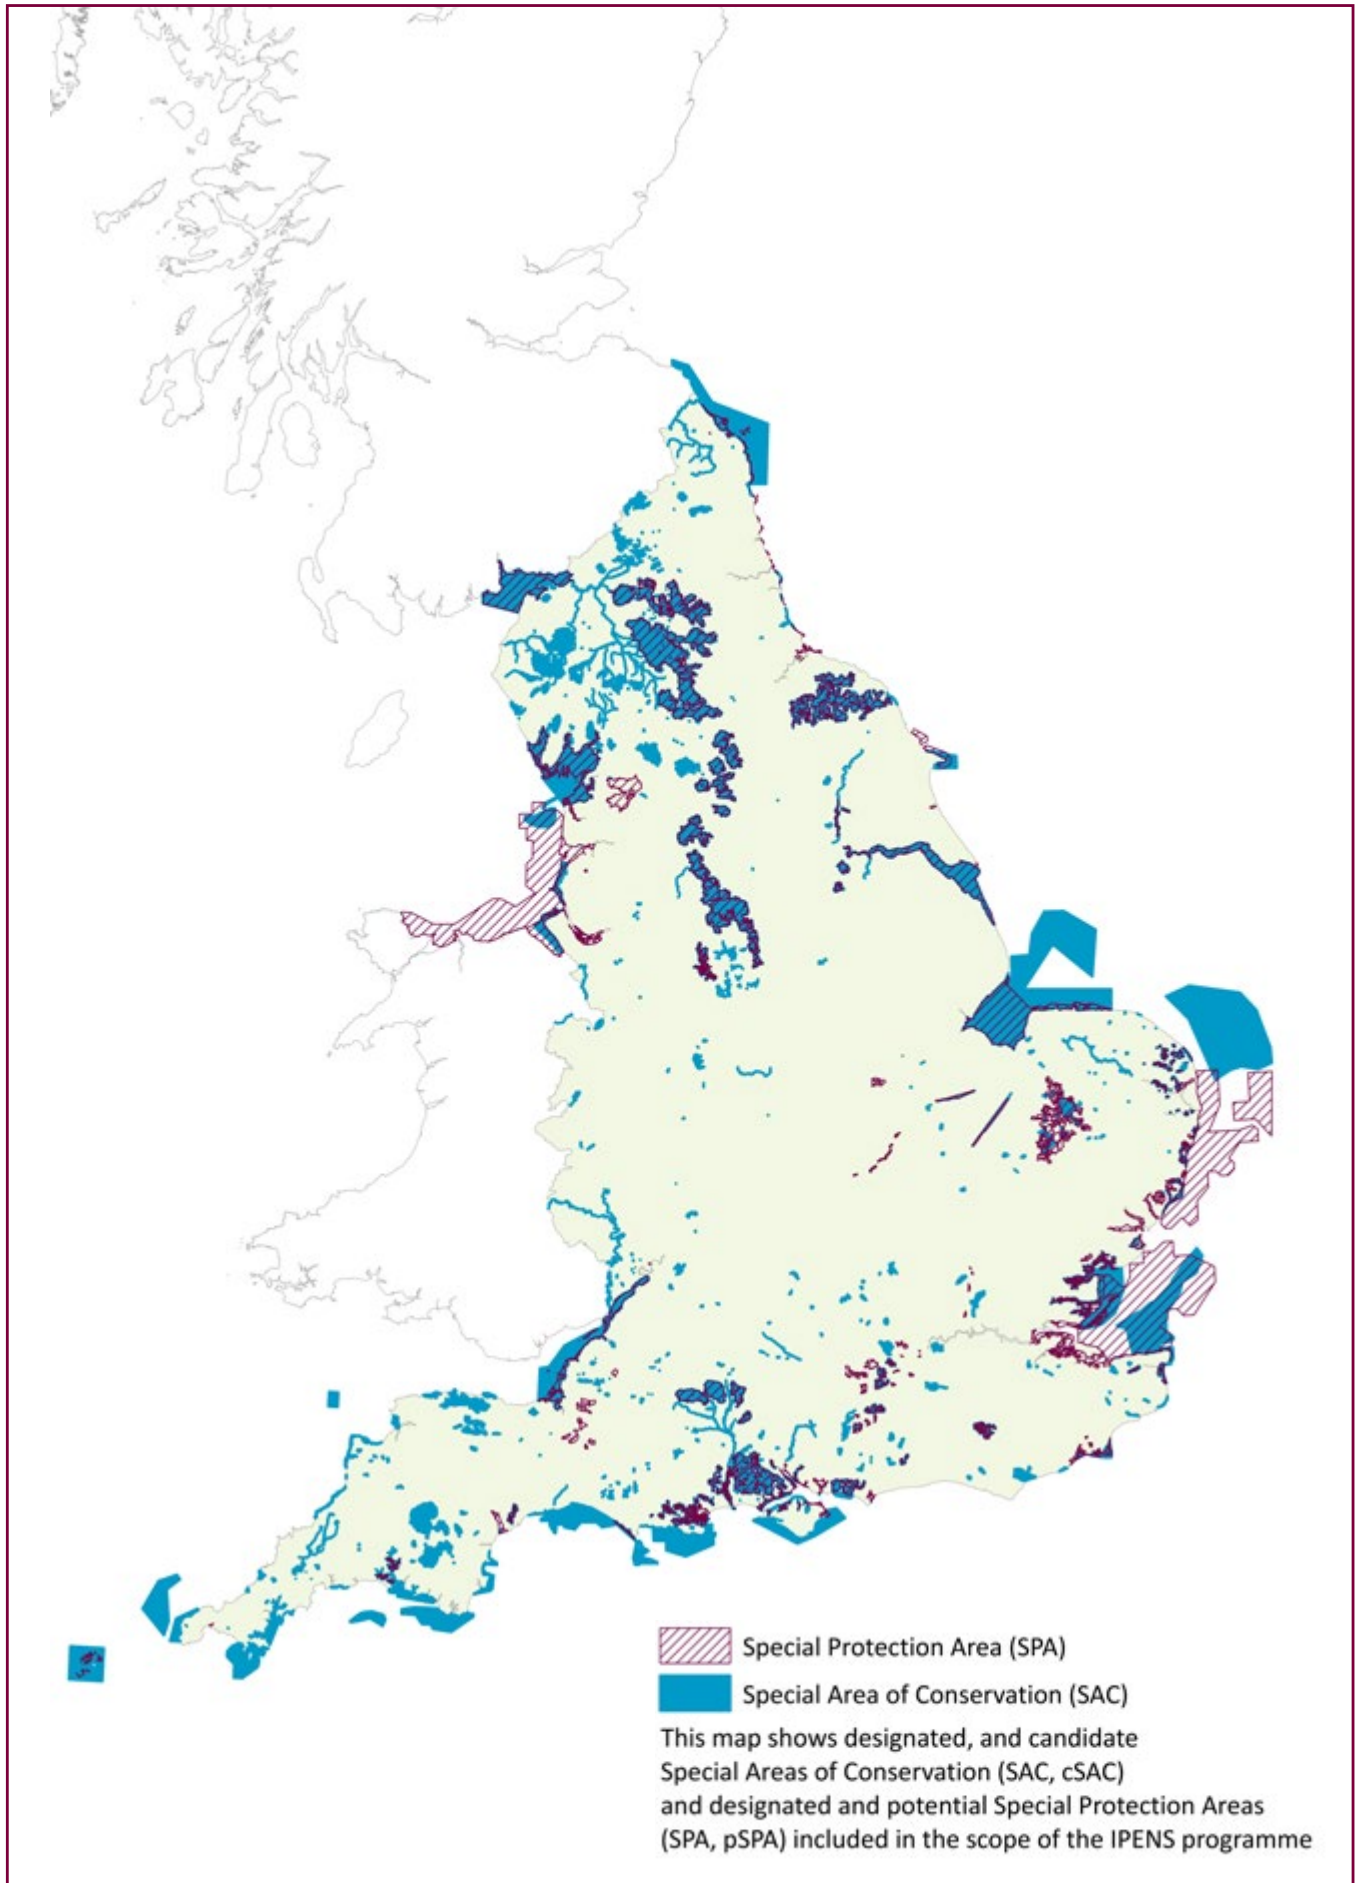 Special Protection Area (SPA)
Special Area of Conservation (SAC)
This map shows designated, and candidate
Special Areas of Conservation (SAC, cSAC)
and designated and potential Special Protection Areas
(SPA, pSPA) included in the scope of the IPENS programme